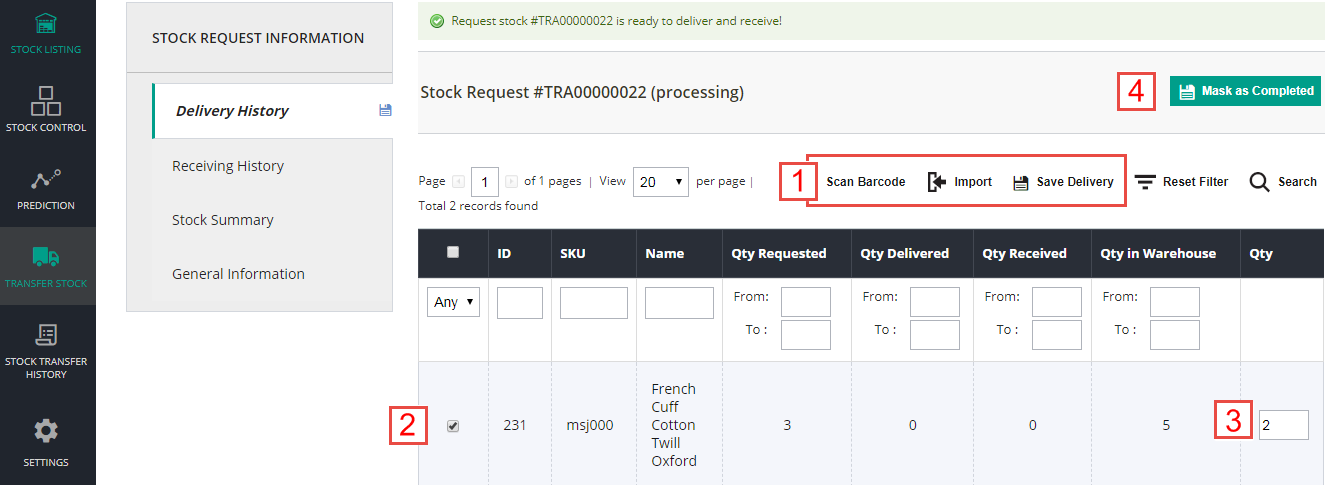 STOCK LISTING
STOCK CONTROL
PREDICTION
TRANSFER STOCK
STOCK TRANSFER
HISTORY
SETTINGS
STOCK REQUEST INFORMATION
Delivery History
Receiving History
Stock Summary
General Information
Request stock #TRA00000022 is ready to deliver and receive!
Stock Request #TRA00000022 (processing)
4
Mask as Completed
Page 1 of 1 pages | View 20 per page |
1
Scan Barcode Import Save Delivery Reset Filter Search
Total 2 records found
ID SKU Name Qty Requested Qty Delivered Qty Received Qty in Warehouse Qty
Any
From: From: From: From:
To : To : To : To :
2
231 msj000
French
Cuff
Cotton
Twill
Oxford
3 0 0 5
3
2